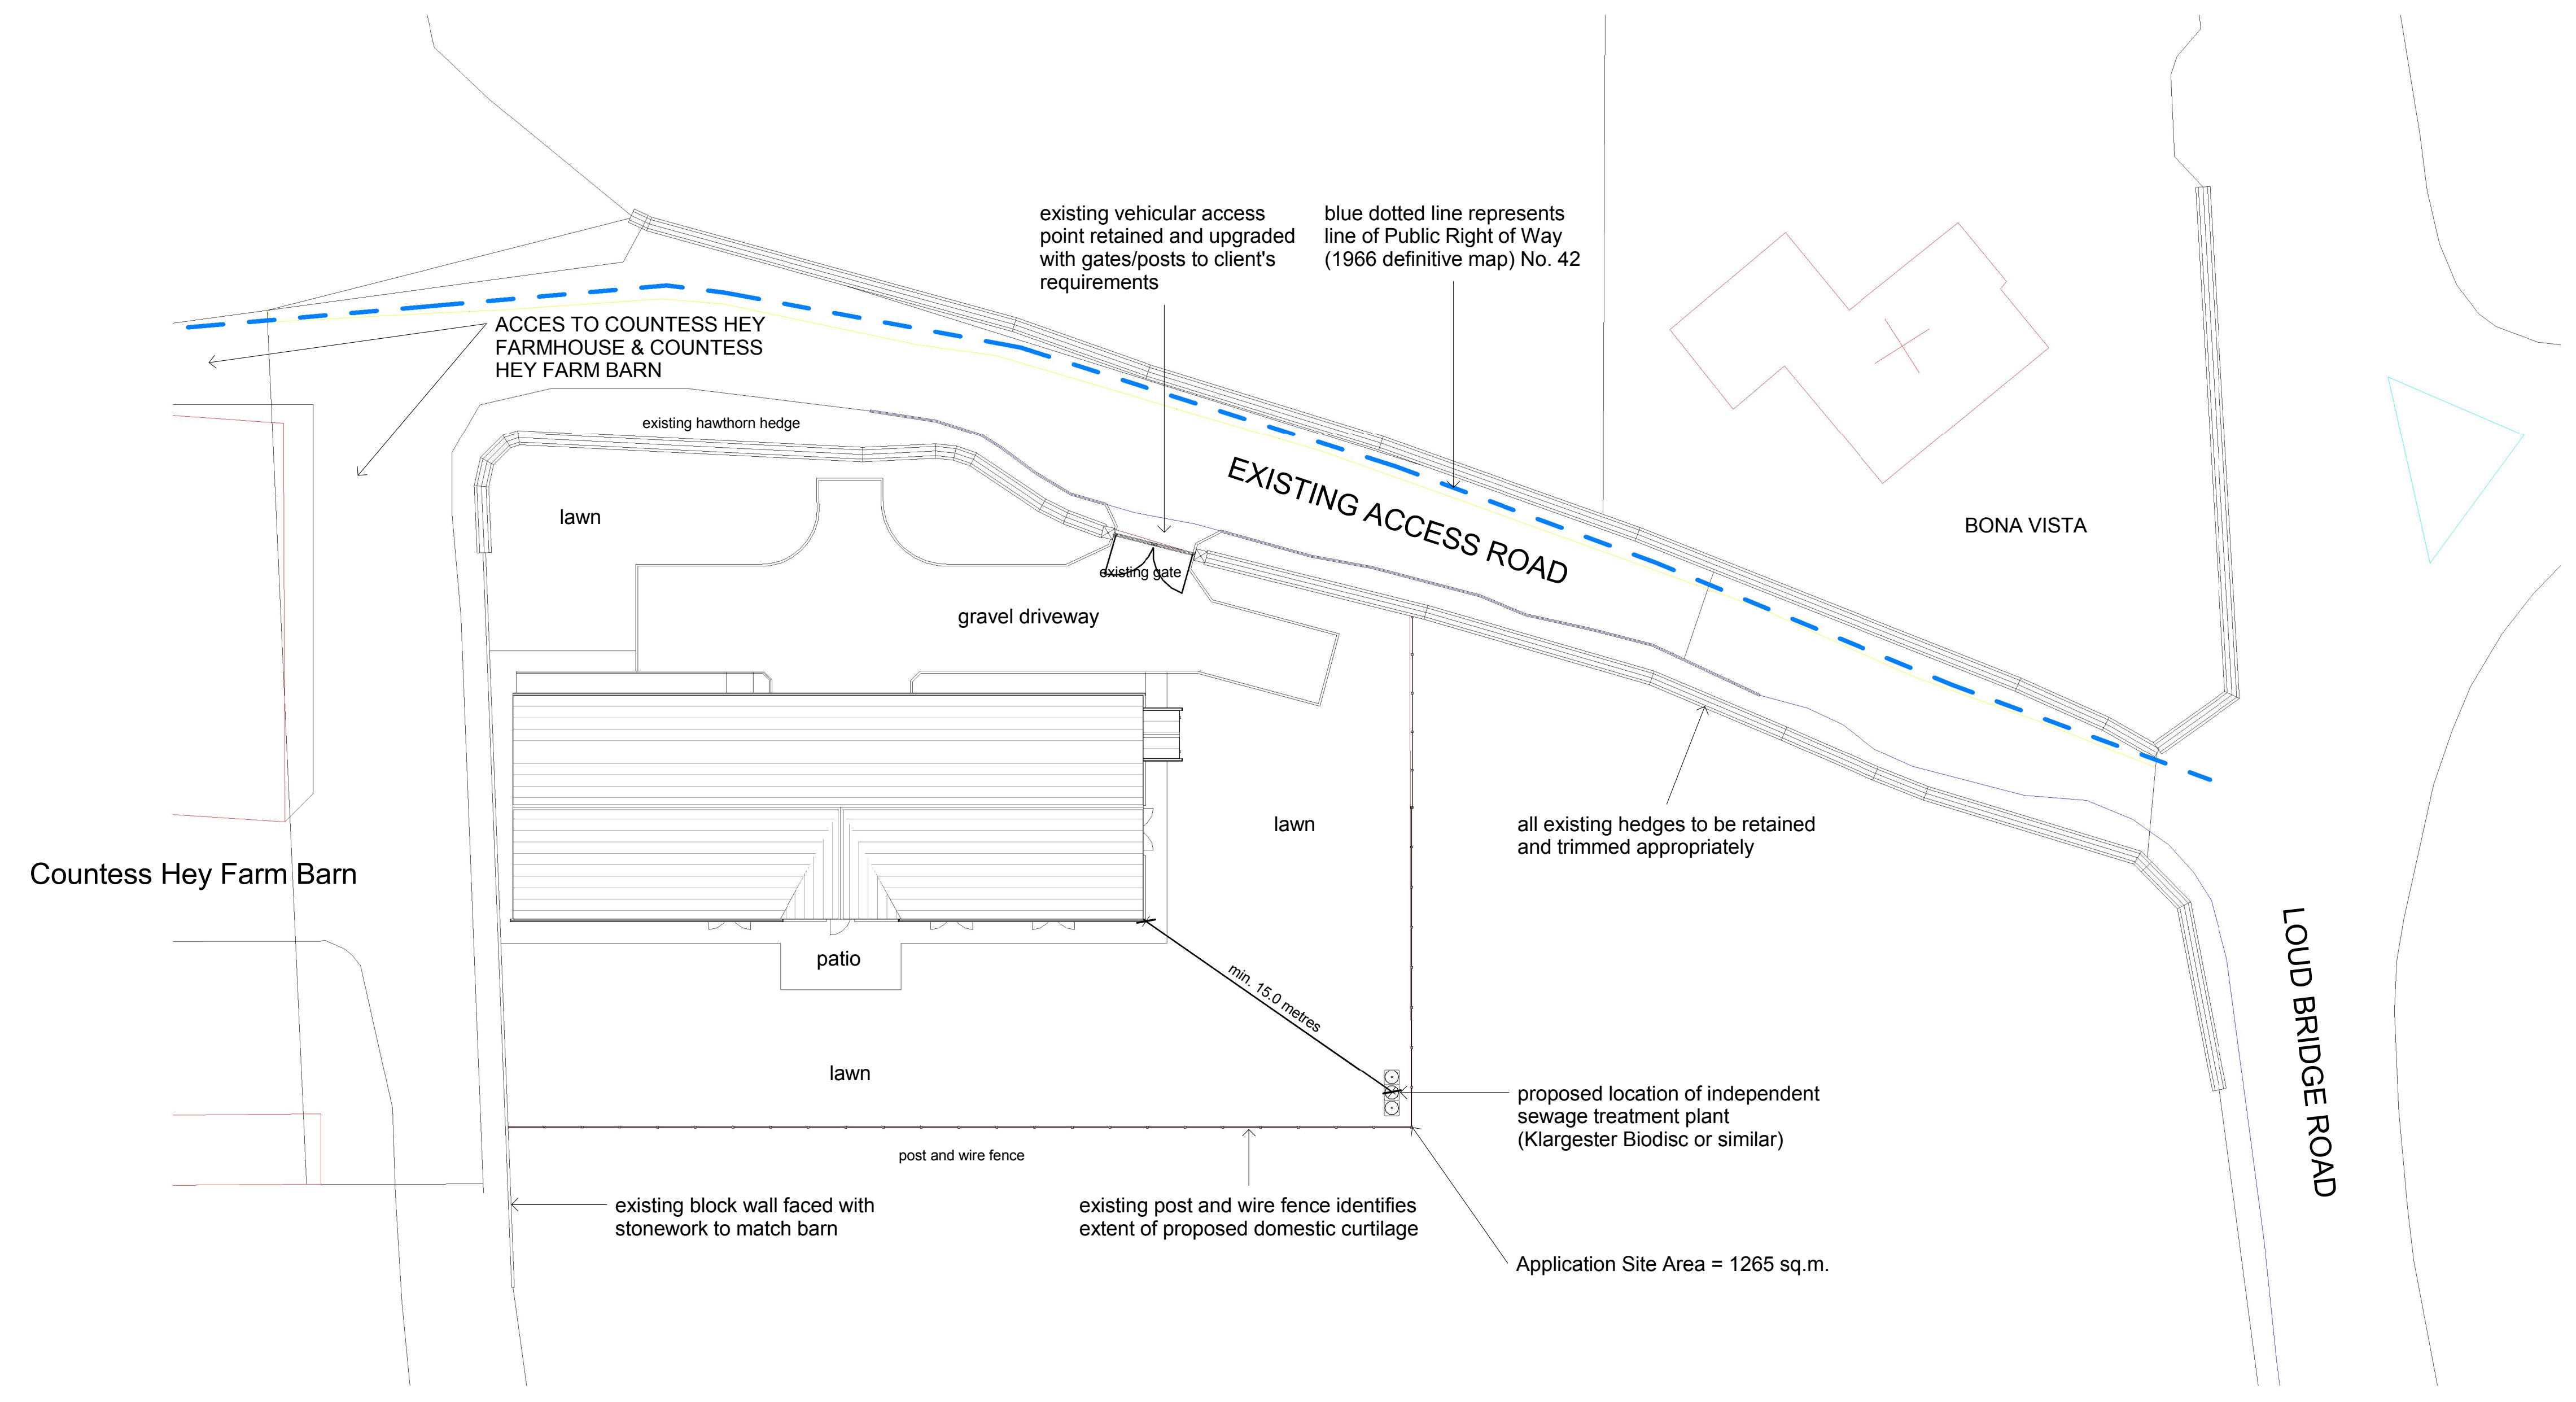 existing vehicular access
point retained and upgraded
with gates/posts to client's
requirements
blue dotted line represents
line of Public Right of Way
(1966 definitive map) No. 42
ACCES TO COUNTESS HEY
FARMHOUSE & COUNTESS
HEY FARM BARN
existing hawthorn hedge
lawn
EXISTING ACCESS ROAD
BONA VISTA
existing gate
gravel driveway
lawn
all existing hedges to be retained
and trimmed appropriately
Countess Hey Farm Barn
patio
min. 15.0 metres
LOUD BRIDGE ROAD
lawn
proposed location of independent
sewage treatment plant
(Klargester Biodisc or similar)
post and wire fence
existing block wall faced with
stonework to match barn
existing post and wire fence identifies
extent of proposed domestic curtilage
Application Site Area = 1265 sq.m.